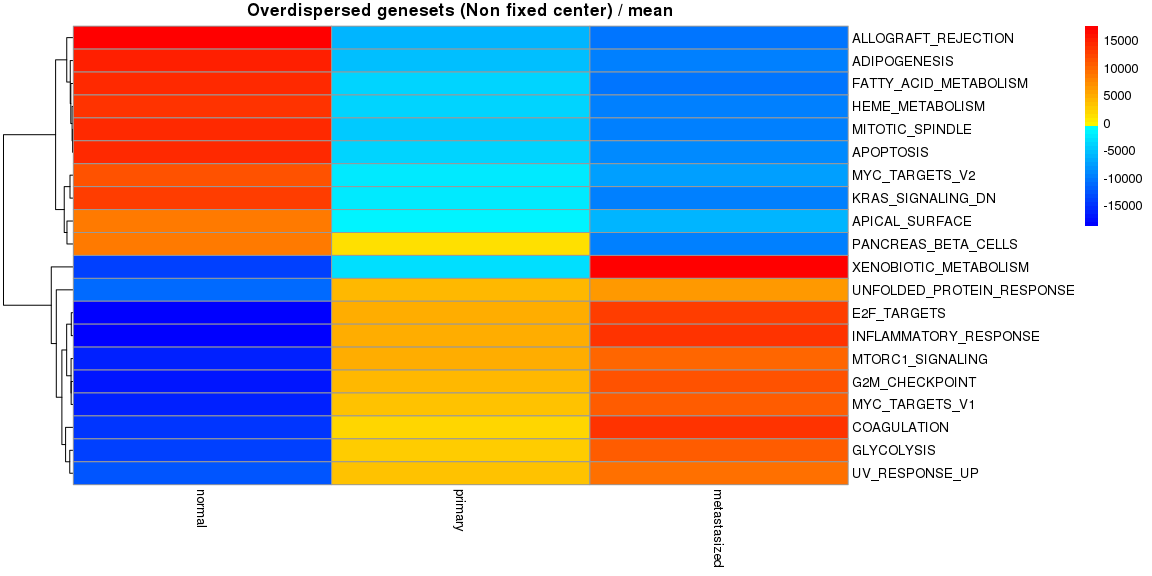 Overdispersed genesets (Non fixed center) / mean
ALLOGRAFT_REJECTION
ADIPOGENESIS
FATTY_ACID_METABOLISM
HEME_METABOLISM
MITOTIC_SPINDLE
APOPTOSIS
MYC_TARGETS_V2
KRAS_SIGNALING_DN
APICAL_SURFACE
PANCREAS_BETA_CELLS
XENOBIOTIC_METABOLISM
UNFOLDED_PROTEIN_RESPONSE
E2F_TARGETS
INFLAMMATORY_RESPONSE
MTORC1_SIGNALING
G2M_CHECKPOINT
MYC_TARGETS_V1
COAGULATION
GLYCOLYSIS
UV_RESPONSE_UP
15000
10000
5000
0
-5000
-10000
-15000
normal
primary
metastasized